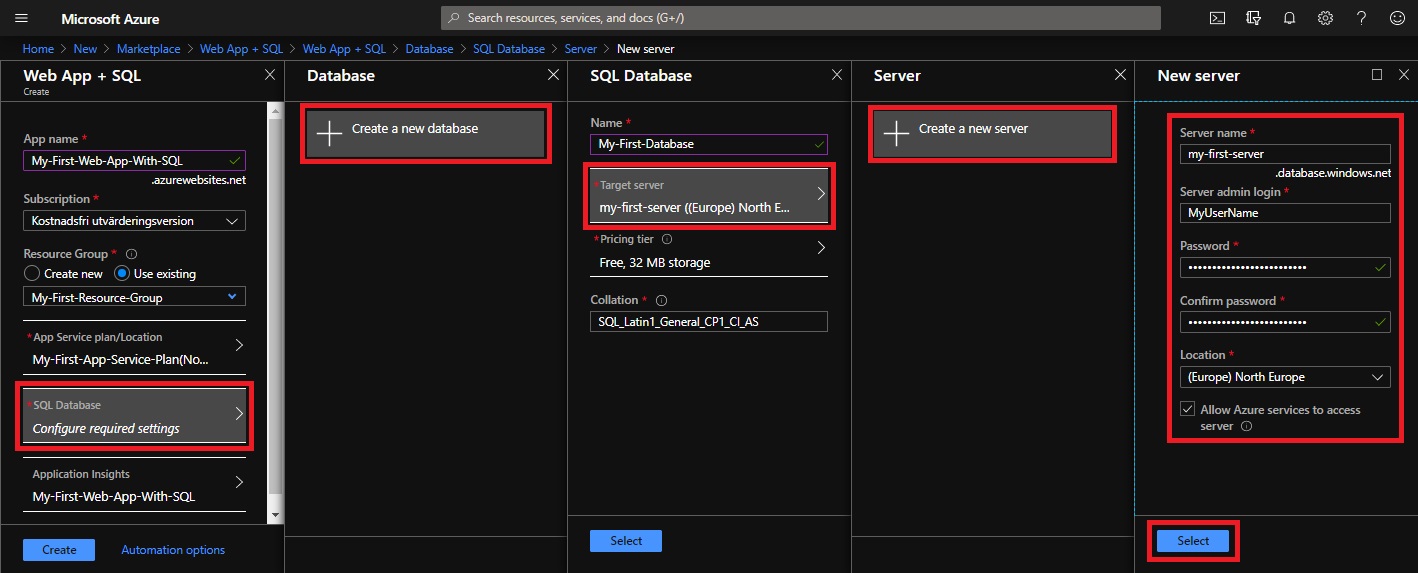 Microsoft Azure
Search resources, services, and docs (G+/)
Home > New > Marketplace > Web App + SQL > Web App + SQL > Database > SQL Database > Server > New server
Web App + SQL
Create
App name *
My-First-Web-App-With-SQL
.azurewebsites.net
Subscription *
Kostnadsfri utvärderingsversion
Resource Group *
Create new
Use existing
My-First-Resource-Group
* App Service plan/Location
My-First-App-Service-Plan(No...
* SQL Database
Configure required settings
Application Insights
My-First-Web-App-With-SQL
Create
Automation options
Database
Create a new database
SQL Database
Name *
My-First-Database
* Target server
my-first-server ((Europe) North E...
* Pricing tier
Free, 32 MB storage
Collation *
SQL_Latin1_General_CP1_CI_AS
Select
Server
Create a new server
New server
Server name *
my-first-server
.database.windows.net
Server admin login *
MyUserName
Password *
••••••••••••••••••••••••
Confirm password *
••••••••••••••••••••••••
Location *
(Europe) North Europe
Allow Azure services to access
server
Select